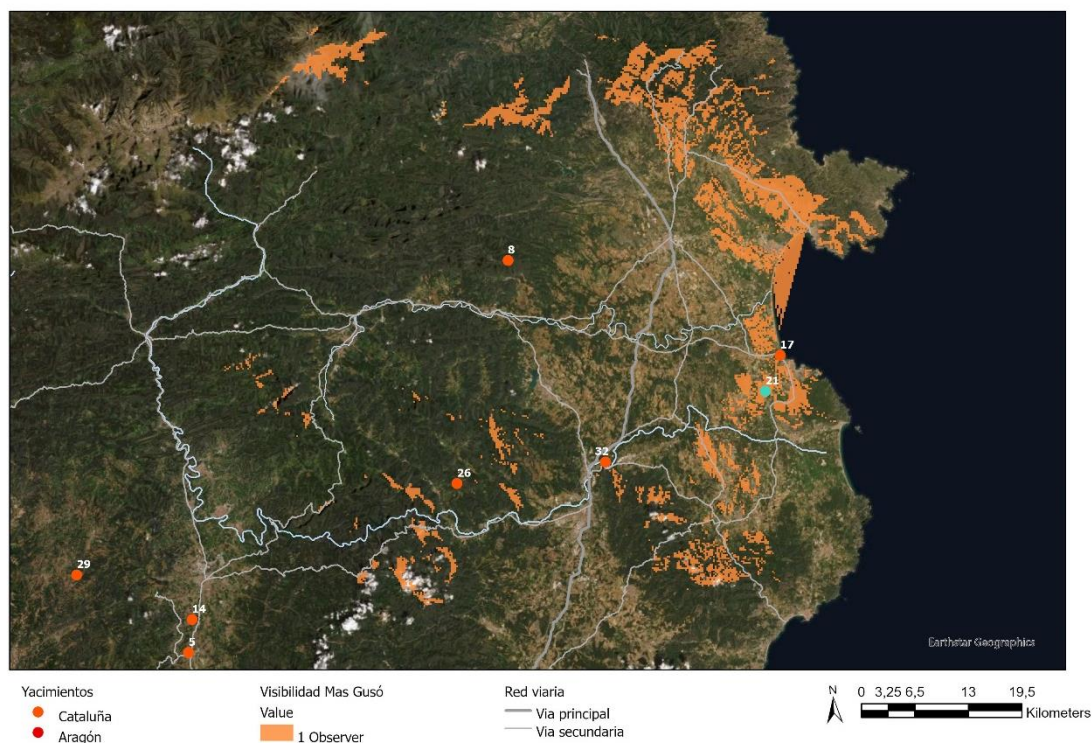 8
17
21
32
26
29
14
5
Earthstar Geographics
Yacimientos
Cataluña
Aragón
Visibilidad Mas Gusó
Value
1 Observer
Red viaria
Via principal
Via secundaria
N
0 3,25 6,5 13 19,5
Kilometers